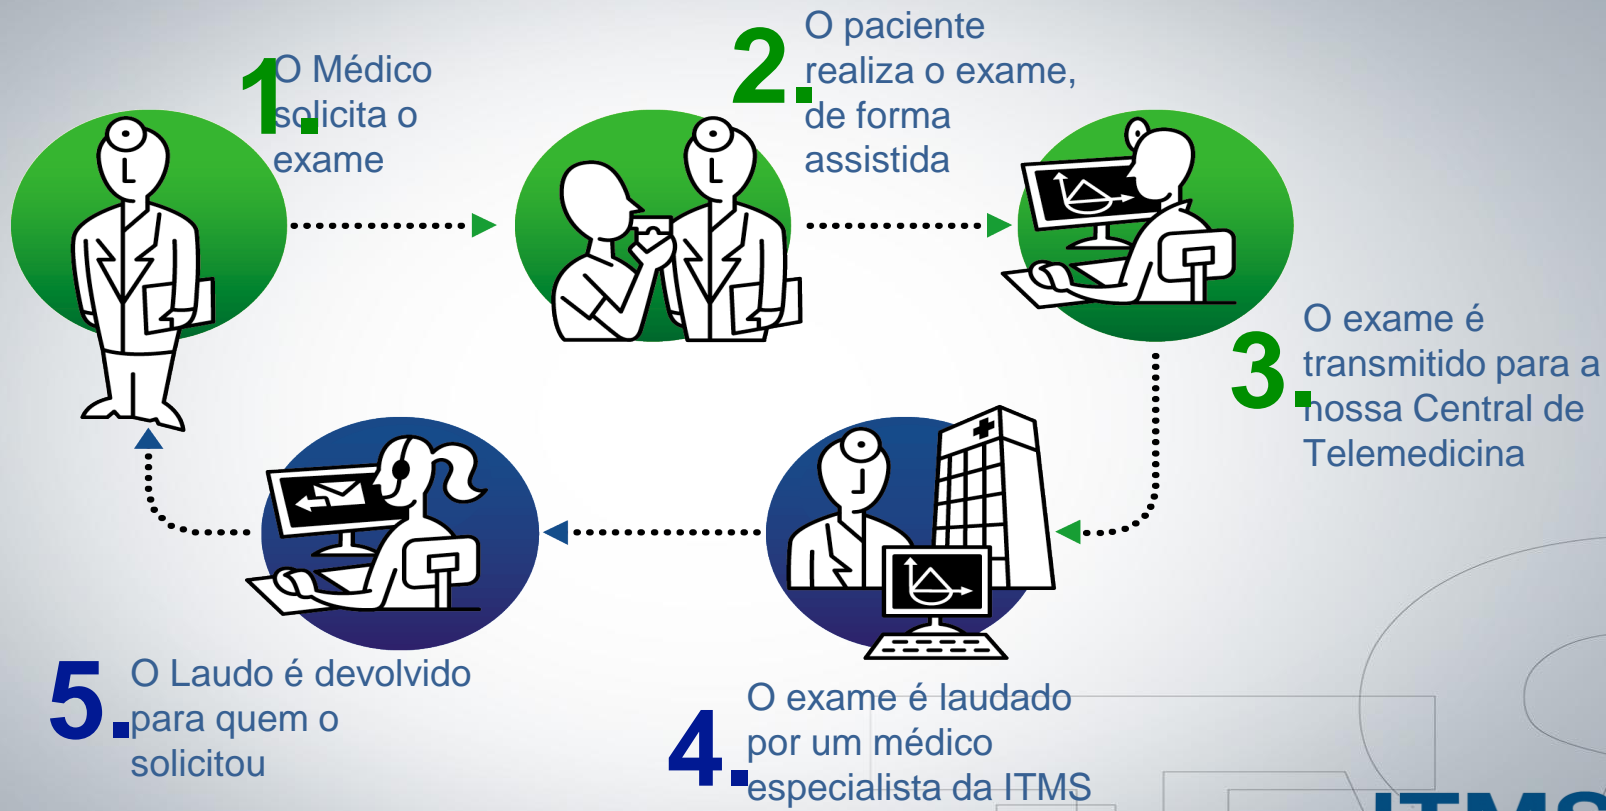 1.
O Médico
solicita o
exame
2.
O paciente
realiza o exame,
de forma
assistida
3.
O exame é
transmitido para a
nossa Central de
Telemedicina
4.
O exame é laudado
por um médico
especialista da ITMS
5.
O Laudo é devolvido
para quem o
solicitou
ITMS